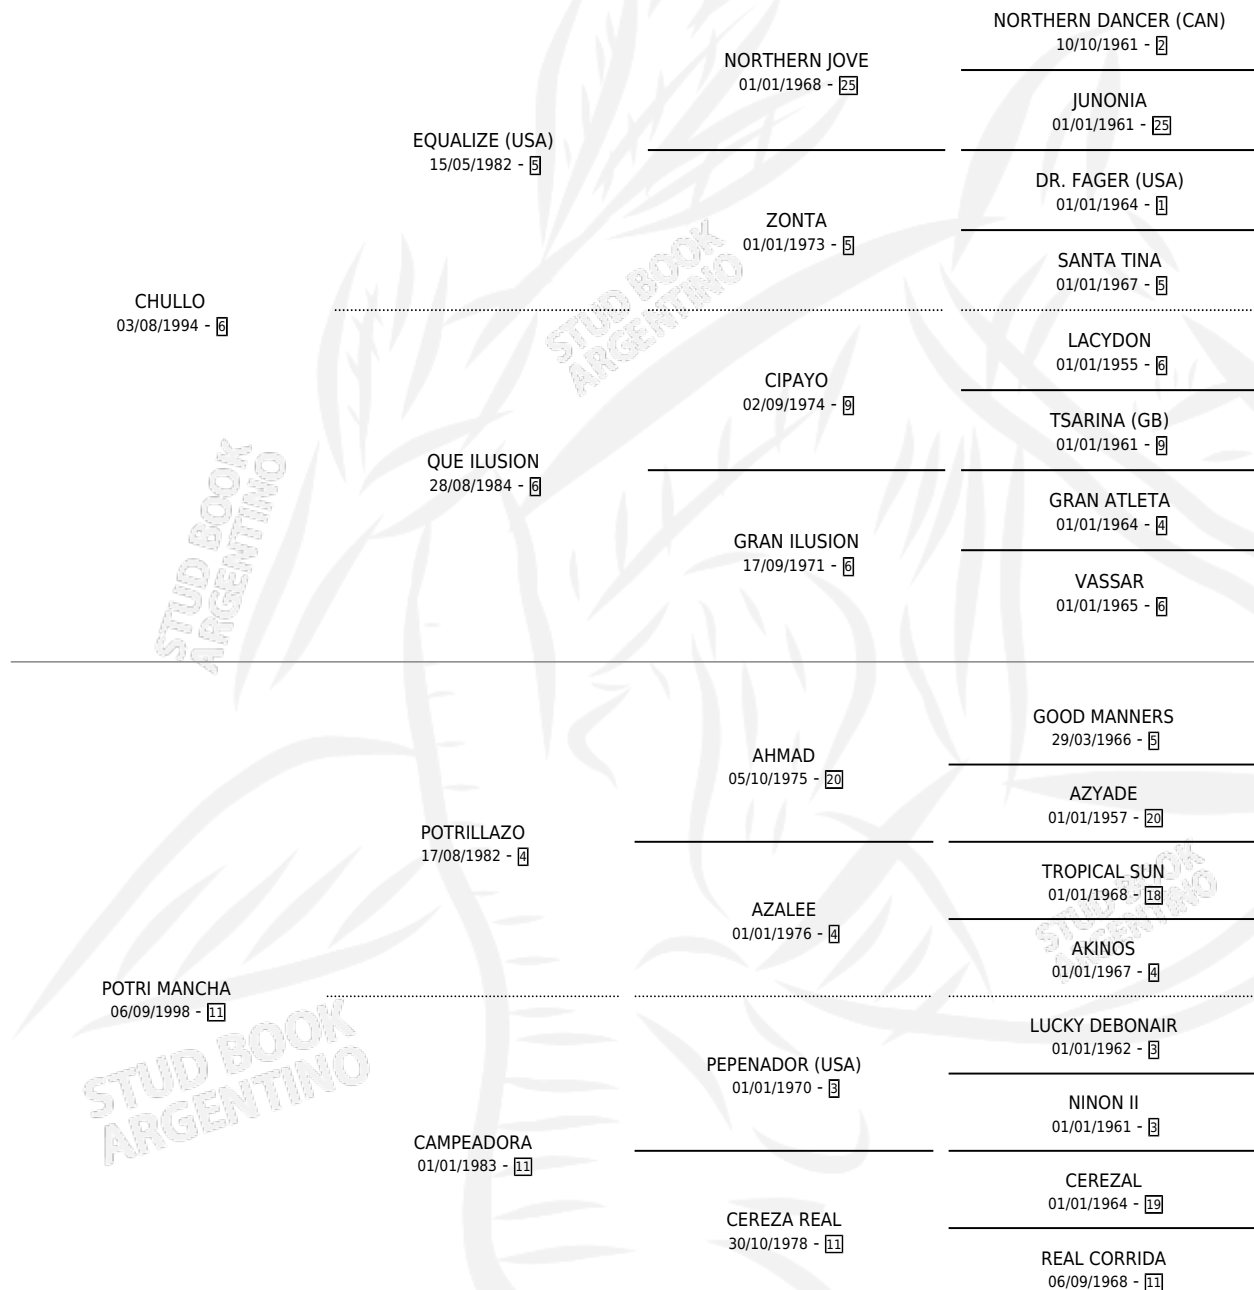 CHULLO
03/08/1994 - 6
EQUALIZE (USA)
15/05/1982 - 5
NORTHERN JOVE
01/01/1968 - 25
NORTHERN DANCER (CAN)
10/10/1961 - 2
JUNONIA
01/01/1961 - 25
ZONTA
01/01/1973 - 5
DR. FAGER (USA)
01/01/1964 - 1
SANTA TINA
01/01/1967 - 5
QUE ILUSION
28/08/1984 - 6
CIPAYO
02/09/1974 - 9
LACYDON
01/01/1955 - 6
TSARINA (GB)
01/01/1961 - 9
GRAN ILUSION
17/09/1971 - 6
GRAN ATLETA
01/01/1964 - 4
VASSAR
01/01/1965 - 6
POTRI MANCHA
06/09/1998 - 11
POTRILLAZO
17/08/1982 - 4
AHMAD
05/10/1975 - 20
GOOD MANNERS
29/03/1966 - 5
AZYADE
01/01/1957 - 20
AZALEE
01/01/1976 - 4
TROPICAL SUN
01/01/1968 - 18
AKINOS
01/01/1967 - 4
CAMPEADORA
01/01/1983 - 11
PEPENADOR (USA)
01/01/1970 - 3
LUCKY DEBONAIR
01/01/1962 - 3
NINON II
01/01/1961 - 3
CEREZA REAL
30/10/1978 - 11
CEREZAL
01/01/1964 - 19
REAL CORRIDA
06/09/1968 - 11
STUD BOOK
ARGENTINO
STUD BOOK
ARGENTINO
STUD BOOK
ARGENTINO
STUD BOOK
ARGENTINO